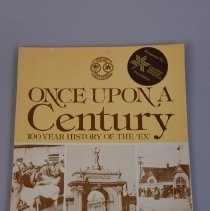 ONCE UPON A
Century
100 YEAR HISTORY OF THE 'EX'